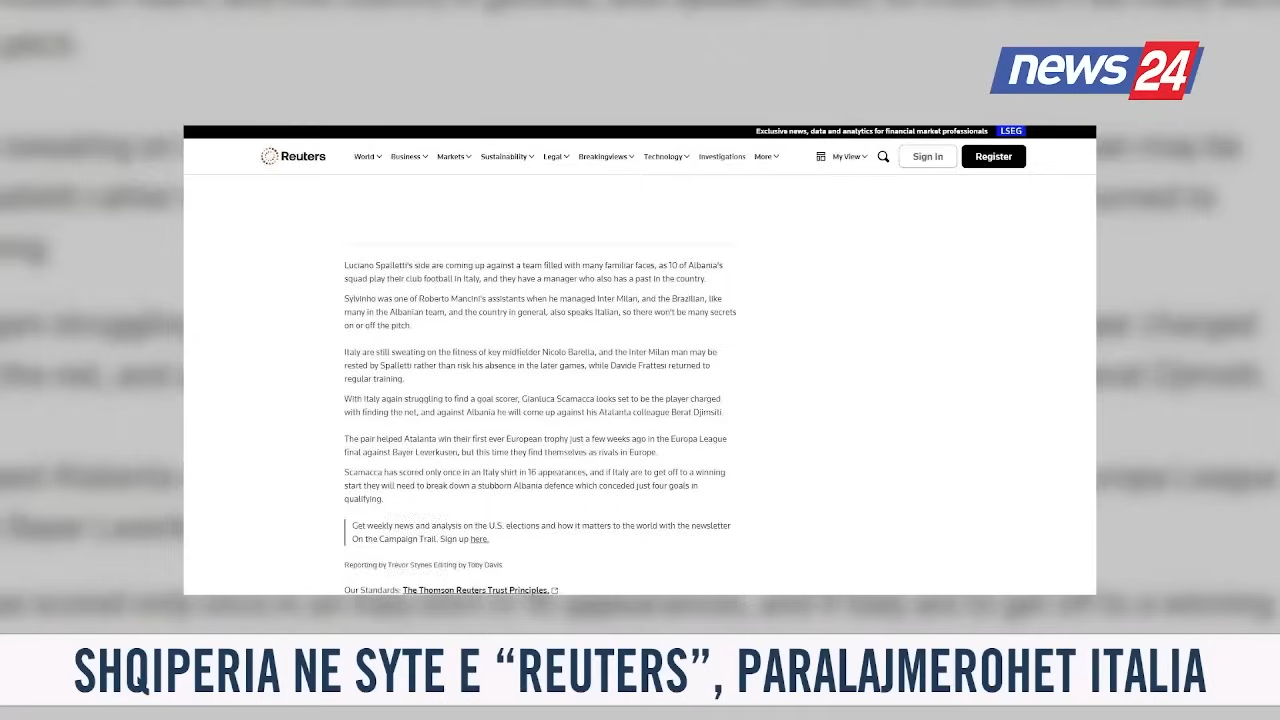 news 24
Exclusive news, data and analytics for financial market professionals LSEG
Reuters World Business Markets Sustainability Legal Breakingviews Technology Investigations More My View Sign In Register
Luciano Spalletti's side are coming up against a team filled with many familiar faces, as 10 of Albania's
squad play their club football in Italy, and they have a manager who also has a past in the country.
Sylvinho was one of Roberto Mancini's assistants when he managed Inter Milan, and the Brazilian, like
many in the Albanian team, and the country in general, also speaks Italian, so there won't be many secrets
on or off the pitch.
Italy are still sweating on the fitness of key midfielder Nicolo Barella, and the Inter Milan man may be
rested by Spalletti rather than risk his absence in the later games, while Davide Frattesi returned to
regular training.
With Italy again struggling to find a goal scorer, Gianluca Scamacca looks set to be the player charged
with finding the net, and against Albania he will come up against his Atalanta colleague Berat Djimsiti.
The pair helped Atalanta win their first ever European trophy just a few weeks ago in the Europa League
final against Bayer Leverkusen, but this time they find themselves as rivals in Europe.
Scamacca has scored only once in an Italy shirt in 16 appearances, and if Italy are to get off to a winning
start they will need to break down a stubborn Albania defence which conceded just four goals in
qualifying.
Get weekly news and analysis on the U.S. elections and how it matters to the world with the newsletter
On the Campaign Trail. Sign up here.
Reporting by Trevor Stynes Editing by Toby Davis
Our Standards: The Thomson Reuters Trust Principles.
SHQIPERIA NE SYTE E “REUTERS”, PARALAJMEROHET ITALIA